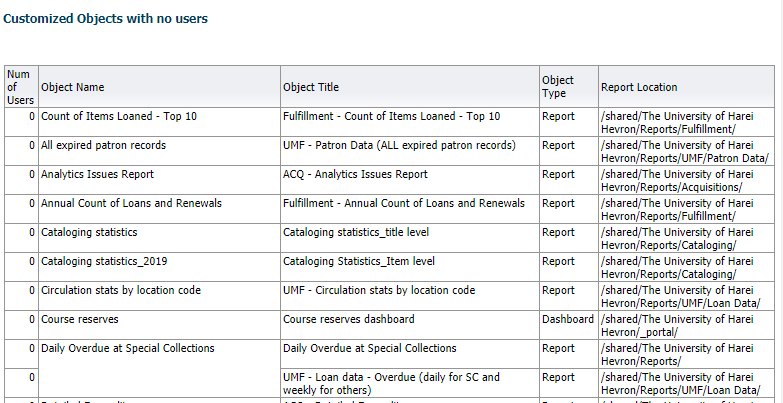 Customized Objects with no users
Num of Users Object Name Object Title Object Type Report Location
0 Count of Items Loaned - Top 10 Fulfillment - Count of Items Loaned - Top 10 Report /shared/The University of Harei Hevron/Reports/Fulfillment/
0 All expired patron records UMF - Patron Data (ALL expired patron records) Report /shared/The University of Harei Hevron/Reports/UMF/Patron Data/
0 Analytics Issues Report ACQ - Analytics Issues Report Report /shared/The University of Harei Hevron/Reports/Acquisitions/
0 Annual Count of Loans and Renewals Fulfillment - Annual Count of Loans and Renewals Report /shared/The University of Harei Hevron/Reports/Fulfillment/
0 Cataloging statistics Cataloging statistics_title level Report /shared/The University of Harei Hevron/Reports/Cataloging/
0 Cataloging statistics_2019 Cataloging Statistics_Item level Report /shared/The University of Harei Hevron/Reports/Cataloging/
0 Circulation stats by location code UMF - Circulation stats by location code Report /shared/The University of Harei Hevron/Reports/UMF/Loan Data/
0 Course reserves Course reserves dashboard Dashboard /shared/The University of Harei Hevron/_portal/
0 Daily Overdue at Special Collections Daily Overdue at Special Collections Report /shared/The University of Harei Hevron/Reports/
0 UMF - Loan data - Overdue (daily for SC and weekly for others) Report /shared/The University of Harei Hevron/Reports/UMF/Loan Data/